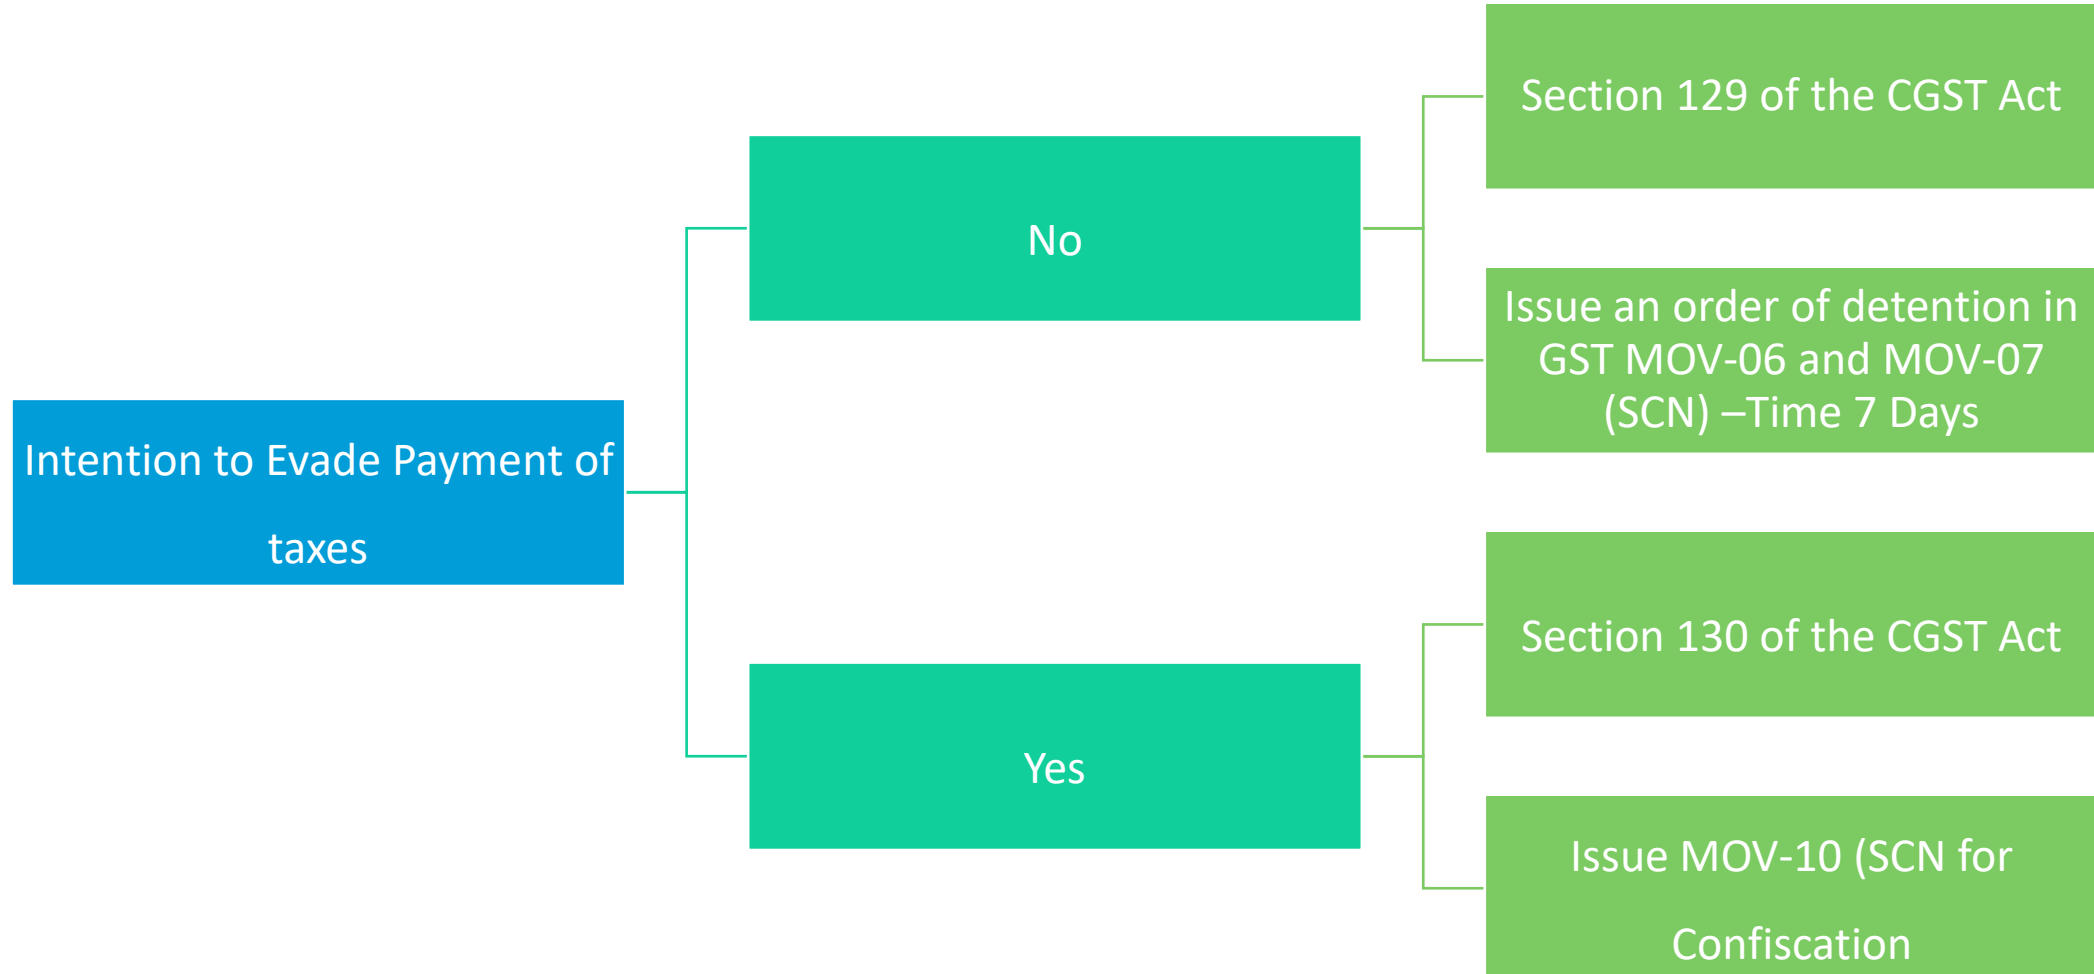 Intention to Evade Payment of
taxes
No
Section 129 of the CGST Act
Issue an order of detention in
GST MOV-06 and MOV-07
(SCN) –Time 7 Days
Yes
Section 130 of the CGST Act
Issue MOV-10 (SCN for
Confiscation